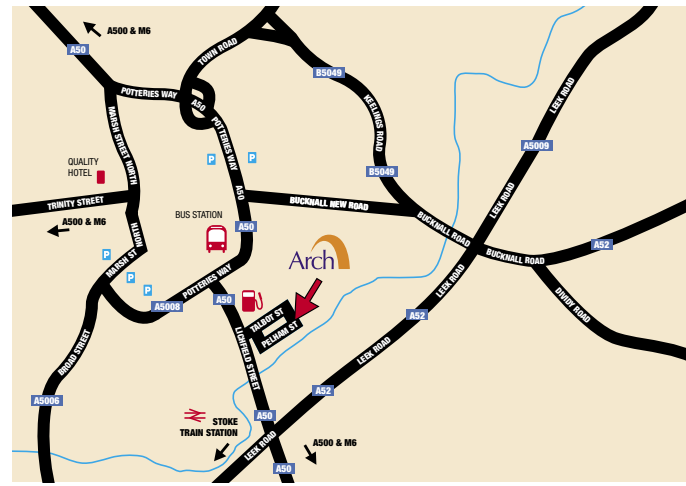 A500 & M6
A50
TOWN ROAD
B5049
LEEK ROAD
POTTERIES WAY
A50
KEELINGS ROAD
MARSH STREET NORTH
POTTERIES WAY
A5009
P
P
QUALITY
HOTEL
B5049
LEEK ROAD
A50
TRINITY STREET
BUCKNALL NEW ROAD
A500 & M6
BUS STATION
A50
BUCKNALL ROAD
A52
NORTH
MARSH ST
P
Arch
BUCKNALL ROAD
LEEK ROAD
P
POTTERIES WAY
P
A5008
A50
DIVIDY ROAD
TALBOT ST
A52
PELHAM ST
BROAD STREET
LICHFIELD STREET
LEEK ROAD
A52
A5006
STOKE
TRAIN STATION
A50
LEEK ROAD
A500 & M6
A50